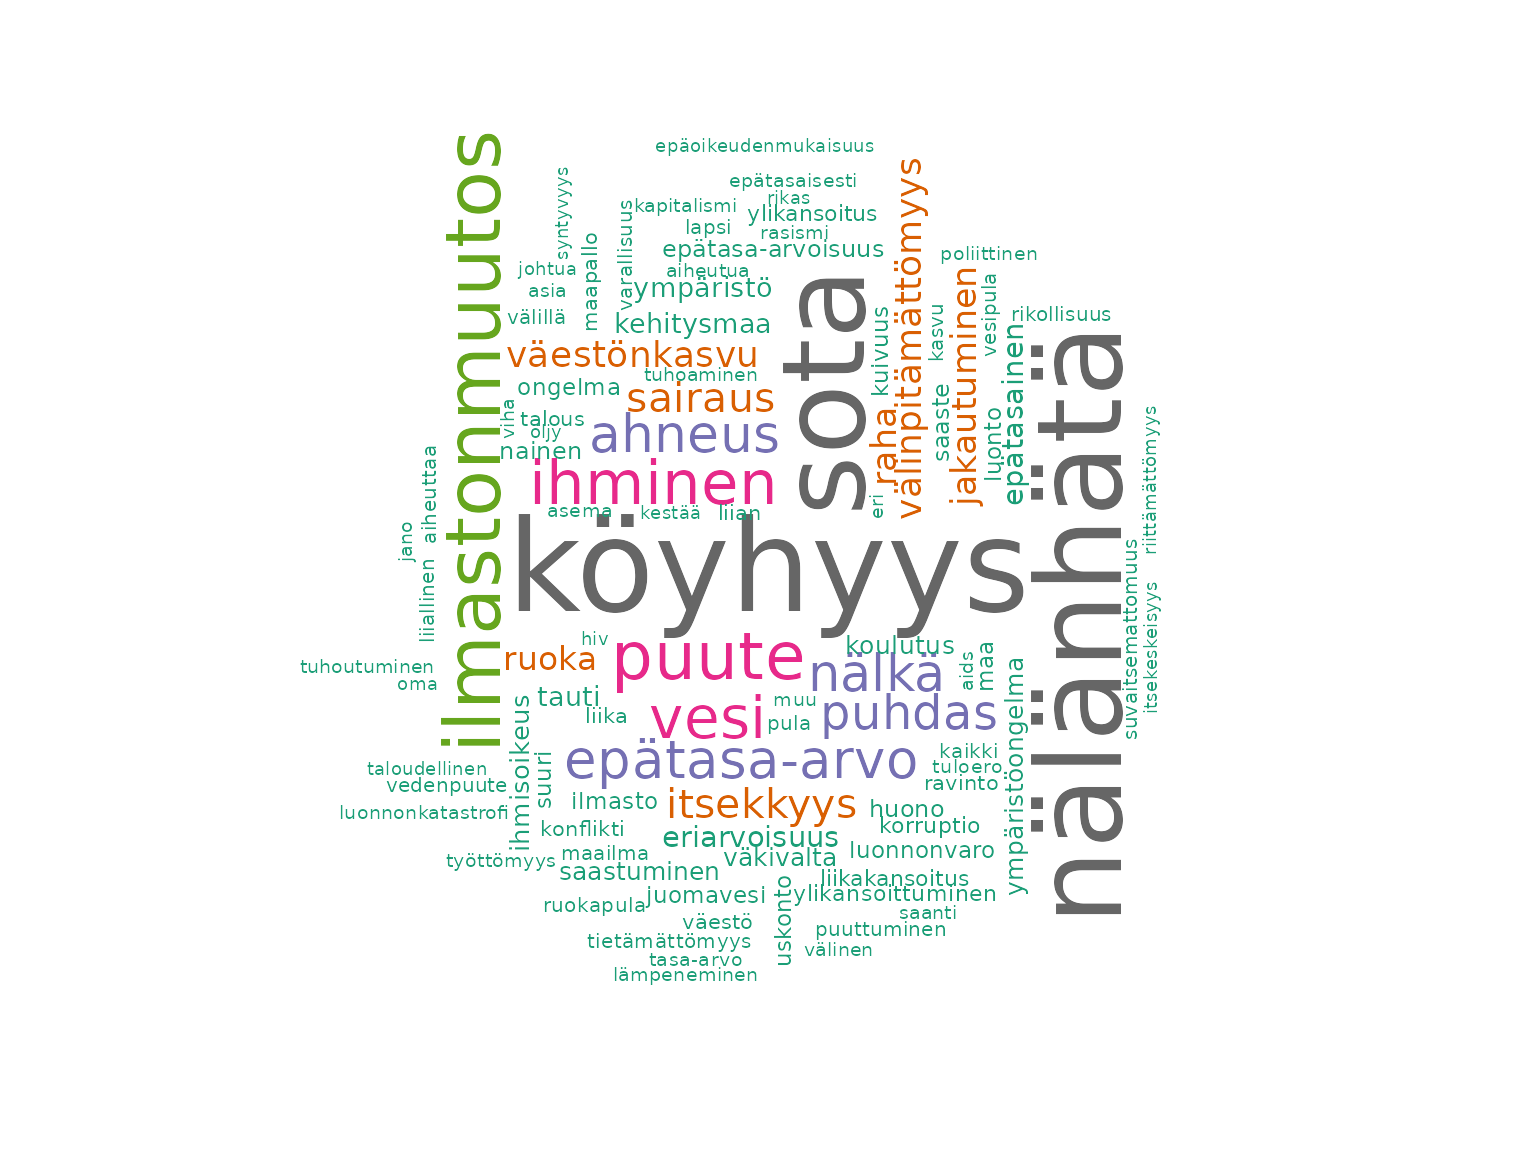 epäoikeudenmukaisuus
epätasaisesti
rikas
kapitalismi
ylikansoitus
lapsi
rasismi
epätasa-arvoisuus
aiheutua
ympäristö
kehitysmaa
syntyvyys
johtua
asia
maapallo
varallisuus
välillä
väestönkasvu
tuhoaminen
ongelma
sairaus
viha
talous
öljy
ahneus
nainen
ihminen
asema
kestää
liian
ilmastonmuutos
sota
välinpitämättömyys
raha
kuivuus
eri
kasvu
saaste
poliittinen
jakautuminen
vesipula
luonto
rikollisuus
epätasainen
nälänhätä
riittämättömyys
suvaitsemattomuus
itsekeskeisyys
aiheuttaa
jano
liiallinen
köyhyys
hiv
ruoka
puute
koulutus
nälkä
aids
maa
ympäristöongelma
tuhoutuminen
oma
tauti
liika
vesi
muu
pula
puhdas
ihmisoikeus
suuri
epätasa-arvo
kaikki
tuloero
ravinto
taloudellinen
vedenpuute
luonnonkatastrofi
ilmasto
itsekkyys
huono
korruptio
konflikti
eriarvoisuus
luonnonvaro
työttömyys
maailma
väkivalta
saastuminen
liikakansoitus
ylikansoittuminen
juomavesi
uskonto
ruokapula
saanti
väestö
puuttuminen
tietämättömyys
välinen
tasa-arvo
lämpeneminen